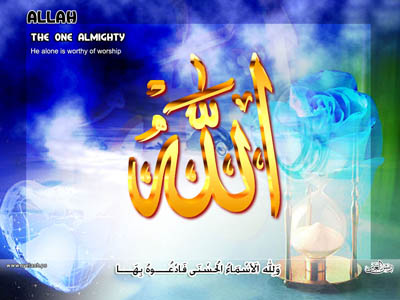 ALLAH
THE ONE ALMIGHTY
He alone is worthy of worship
الله
وَلِلَّهِ الْأَسْمَاءُ الْحُسْنَى فَادْعُوهُ بِهَا